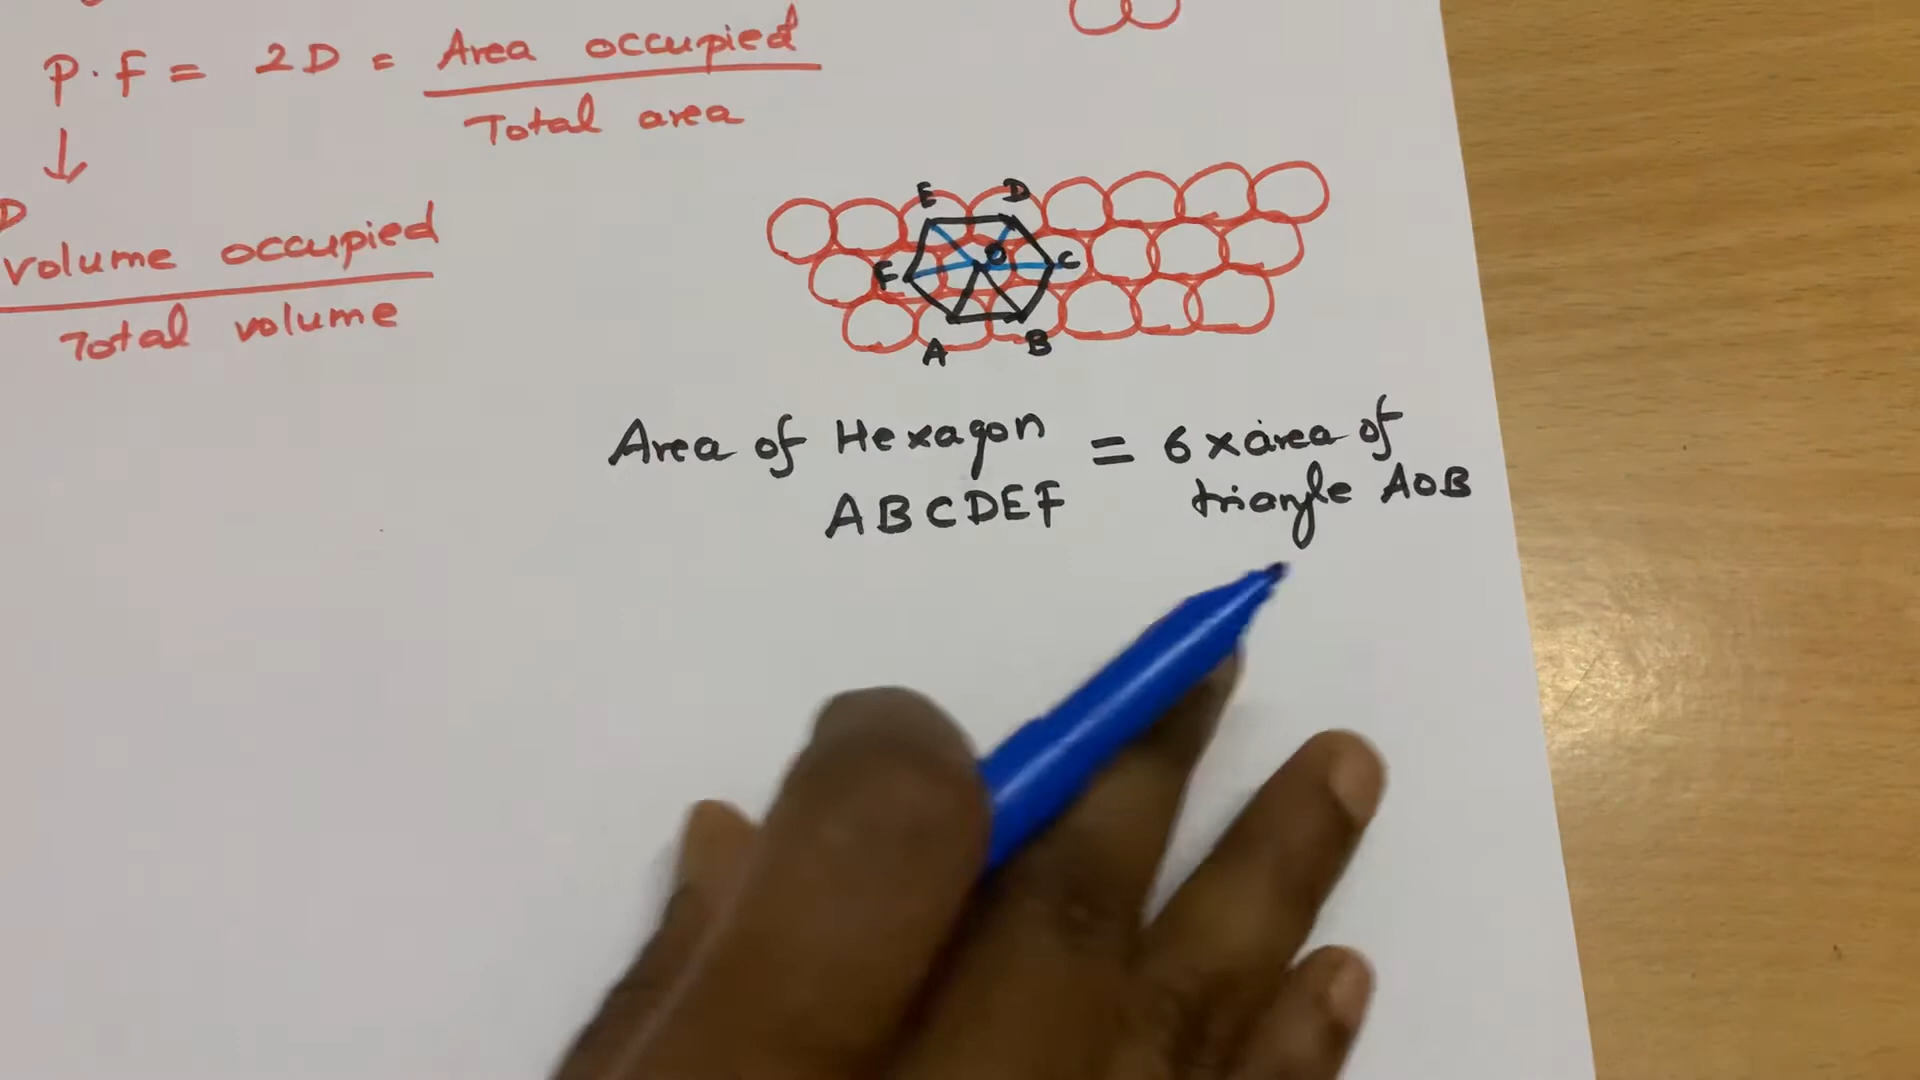 P.F = 2D = Area occupied
Total area
↓
D
volume occupied
Total volume
E D
F O C
A B
Area of Hexagon = 6 x area of
ABCDEF triangle AOB